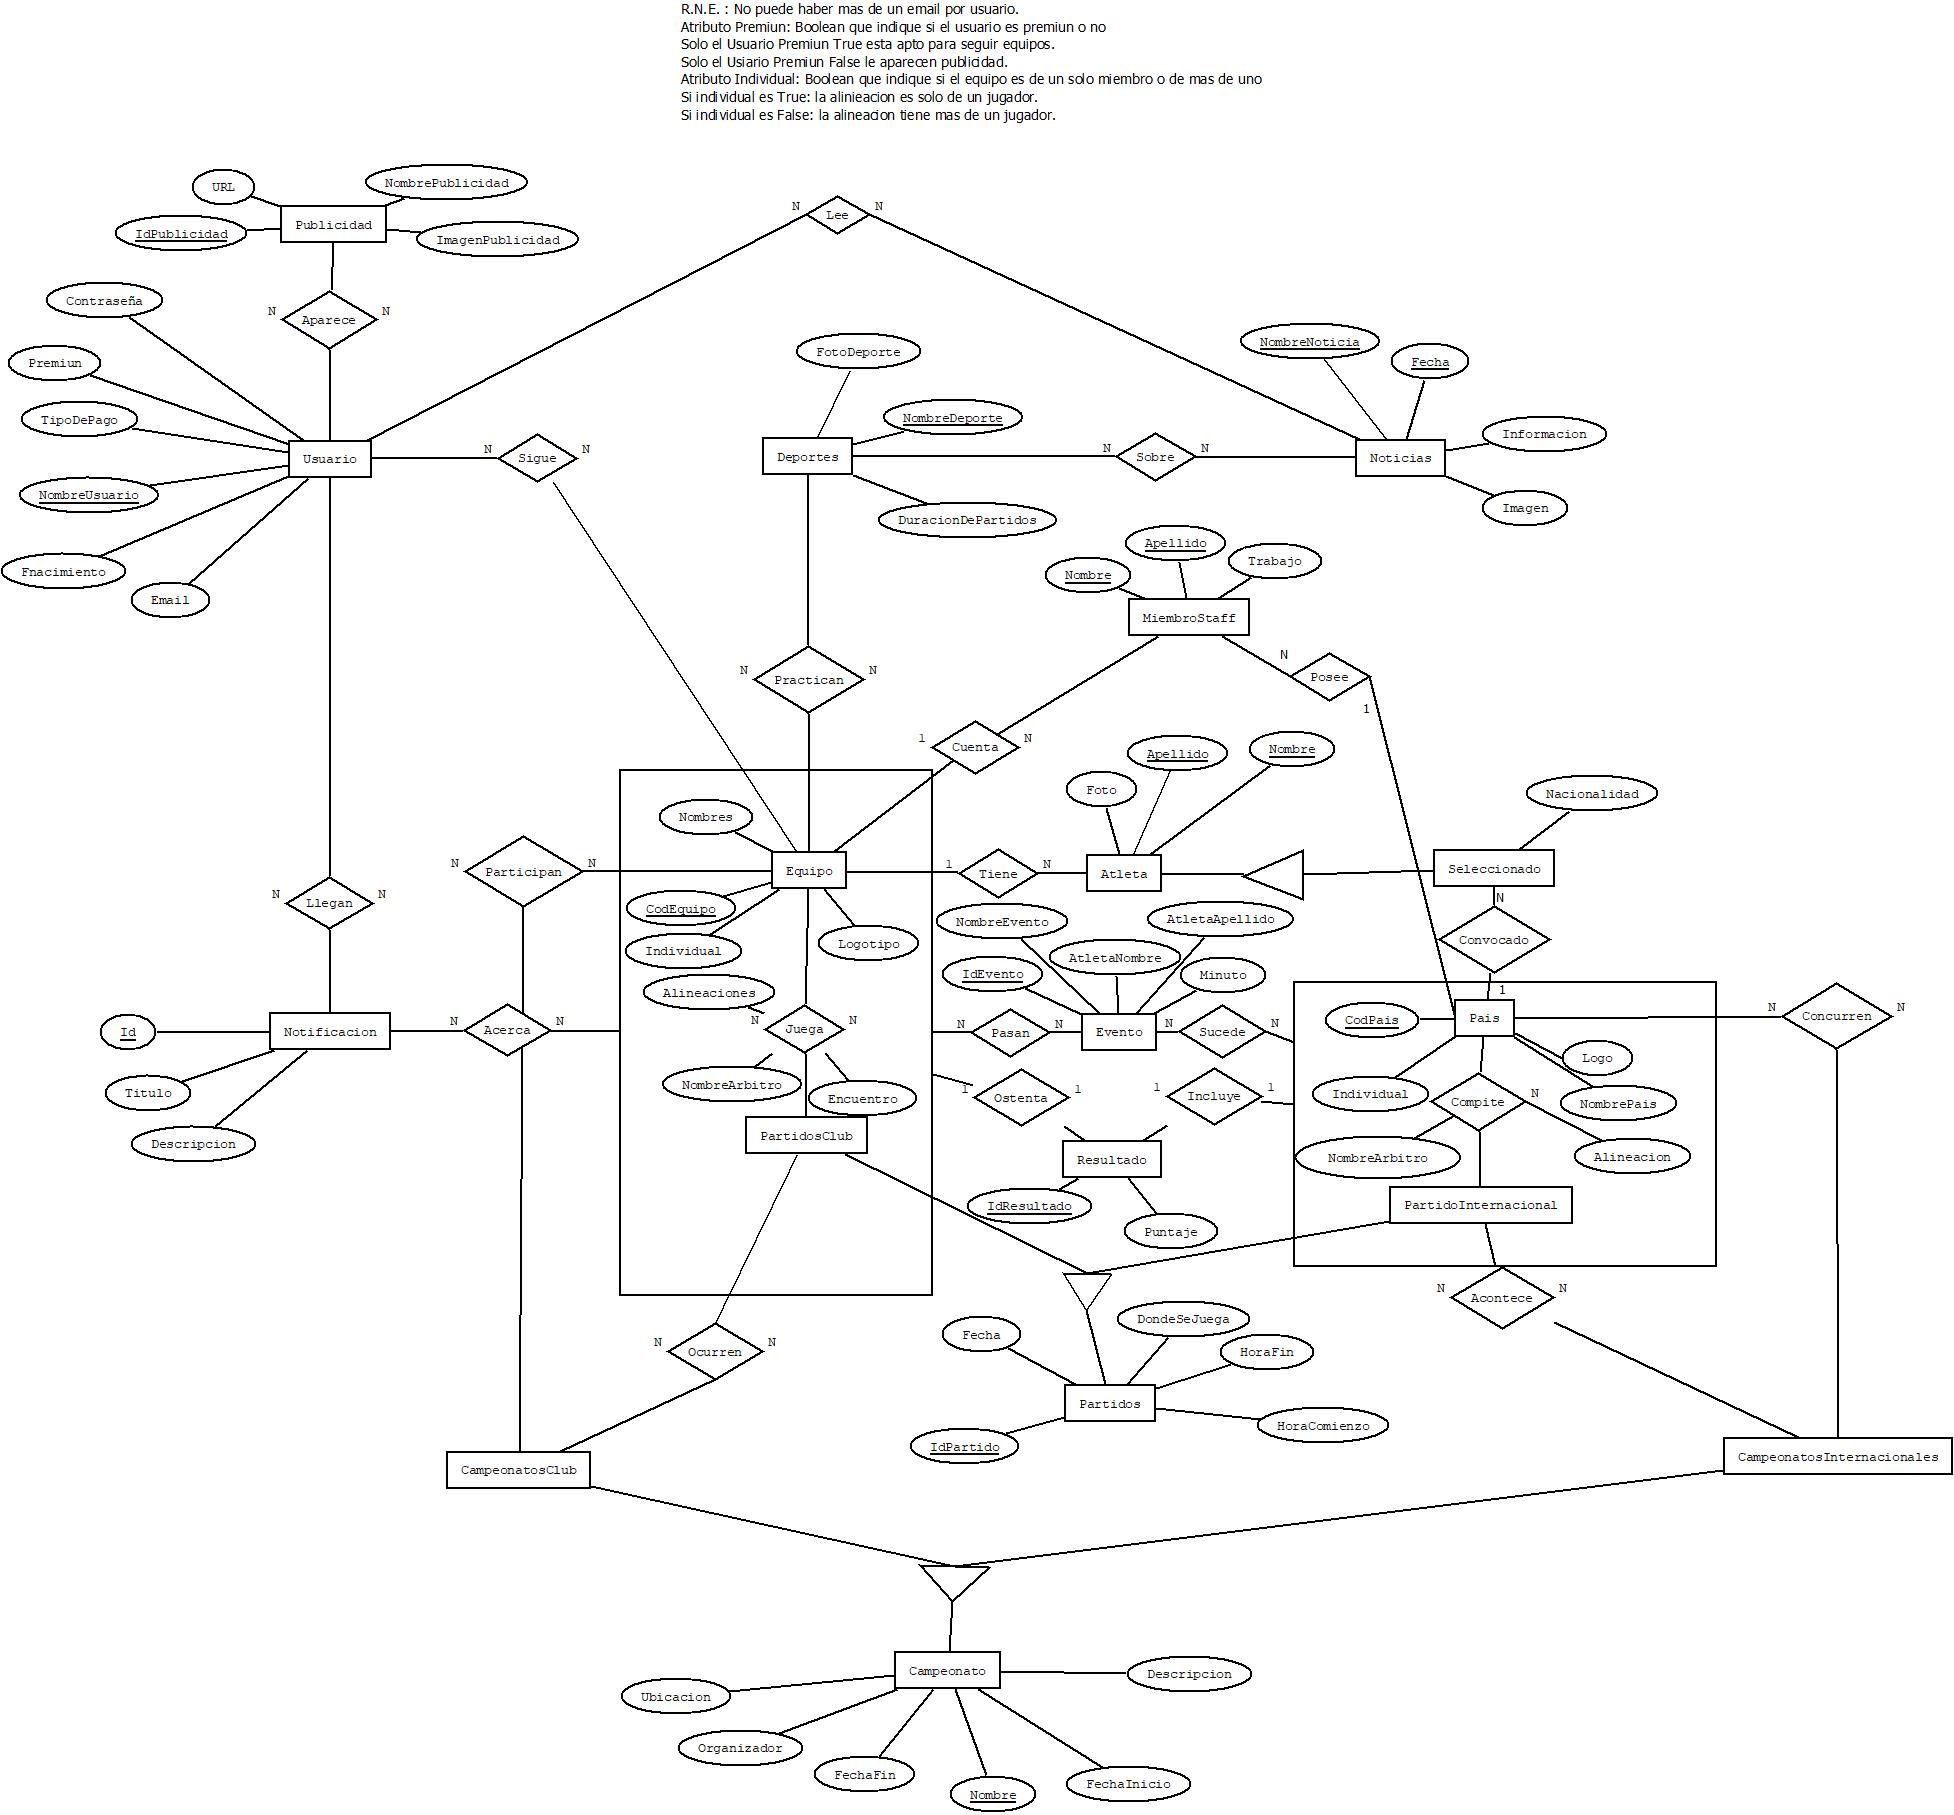 R.N.E. : No puede haber mas de un email por usuario.
Atributo Premiun: Boolean que indique si el usuario es premiun o no
Solo el Usuario Premiun True esta apto para seguir equipos.
Solo el Usiario Premiun False le aparecen publicidad.
Atributo Individual: Boolean que indique si el equipo es de un solo miembro o de mas de uno
Si individual es True: la alinieacion es solo de un jugador.
Si individual es False: la alineacion tiene mas de un jugador.
URL
NombrePublicidad
Publicidad
IdPublicidad
ImagenPublicidad
N
Lee
N
Contraseña
N
Aparece
N
Premiun
TipoDePago
Usuario
NombreUsuario
Fnacimiento
Email
N
Sigue
N
FotoDeporte
NombreDeporte
Deportes
DuracionDePartidos
N
Sobre
N
NombreNoticia
Fecha
Noticias
Informacion
Imagen
Nombre
Apellido
Trabajo
MiembroStaff
N
Posee
1
N
Practican
N
1
Cuenta
N
Foto
Apellido
Nombre
Nacionalidad
Nombres
Equipo
CodEquipo
Individual
Logotipo
N
Participan
N
1
Tiene
N
Atleta
Seleccionado
N
Llegan
N
NombreEvento
AtletaApellido
AtletaNombre
IdEvento
Minuto
N
Convocado
1
Alineaciones
N
Juega
N
NombreArbitro
Encuentro
PartidosClub
Id
Notificacion
Titulo
Descripcion
N
Acerca
N
N
Pasan
N
Evento
N
Sucede
N
CodPais
Pais
Logo
Individual
NombrePais
Compite
N
NombreArbitro
Alineacion
PartidoInternacional
N
Concurren
N
1
Ostenta
1
1
Incluye
1
Resultado
IdResultado
Puntaje
N
Acontece
N
N
Ocurren
N
Fecha
DondeSeJuega
HoraFin
Partidos
HoraComienzo
IdPartido
CampeonatosClub
CampeonatosInternacionales
Campeonato
Descripcion
Ubicacion
Organizador
FechaFin
Nombre
FechaInicio